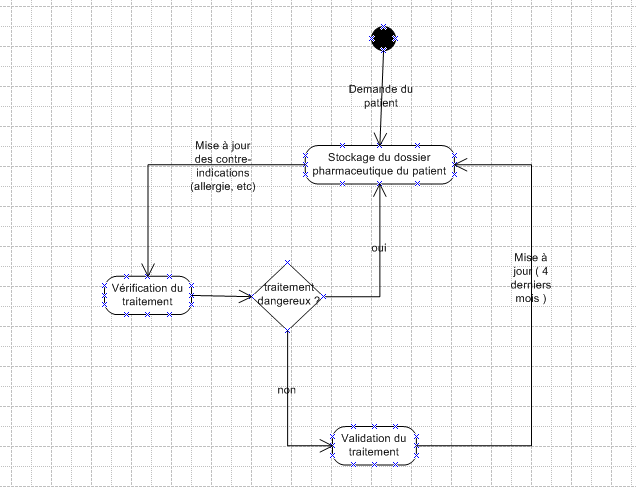 Demande du
patient
Stockage du dossier
pharmaceutique du patient
Mise à jour
des contre-
indications
(allergie, etc)
oui
Vérification du
traitement
traitement
dangereux ?
Mise à
jour ( 4
derniers
mois )
non
Validation du
traitement